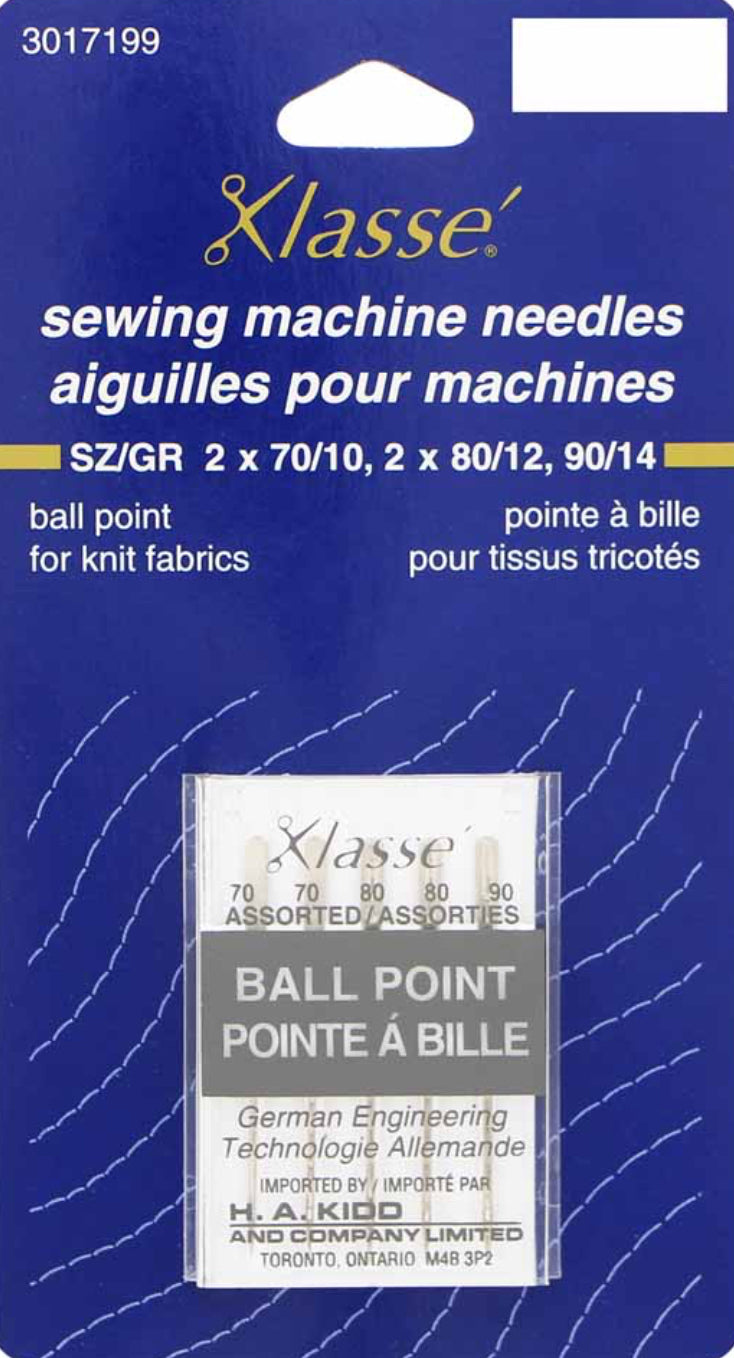 3017199
Klassé®
sewing machine needles
aiguilles pour machines
SZ/GR 2 x 70/10, 2 x 80/12, 90/14
ball point
for knit fabrics
pointe à bille
pour tissus tricotés
Klassé
70 70 80 80 90
ASSORTED/ASSORTIES
BALL POINT
POINTE Á BILLE
German Engineering
Technologie Allemande
IMPORTED BY / IMPORTÉ PAR
H. A. KIDD
AND COMPANY LIMITED
TORONTO, ONTARIO M4B 3P2